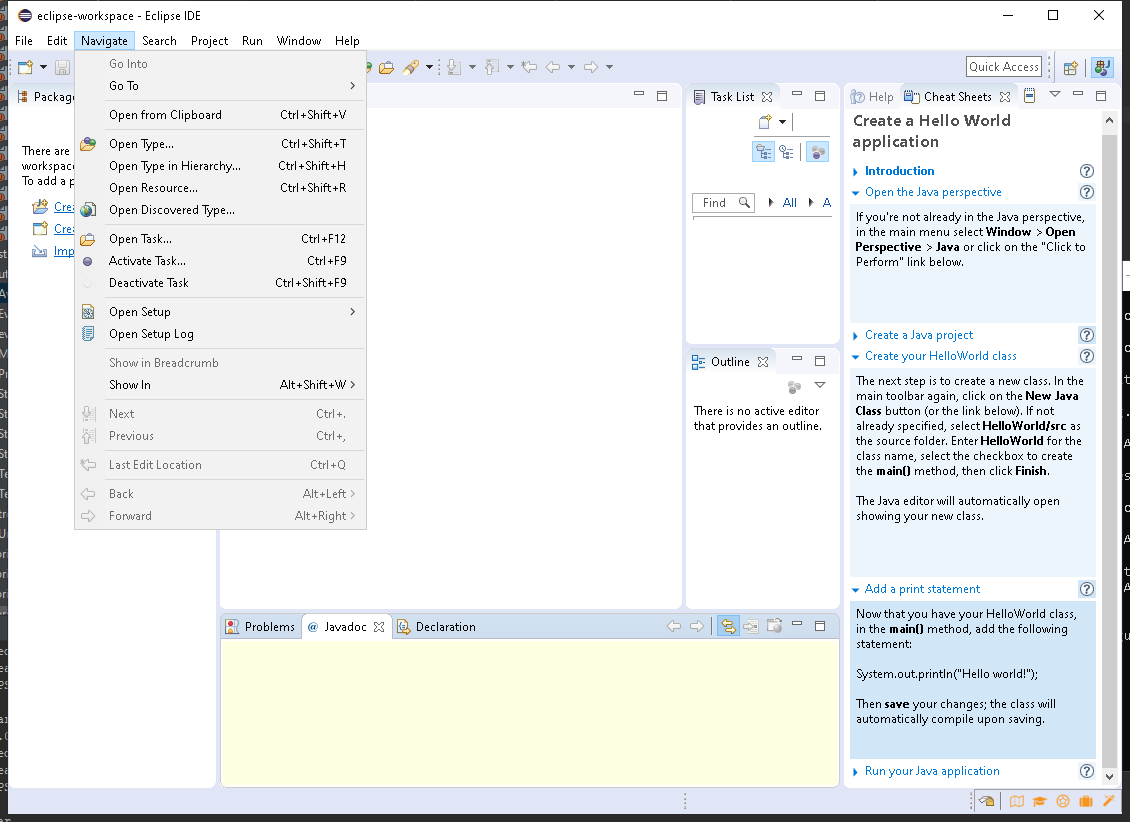 eclipse-workspace - Eclipse IDE
File Edit Navigate Search Project Run Window Help
Quick Access
Go Into
Go To
Open from Clipboard Ctrl+Shift+V
Open Type... Ctrl+Shift+T
Open Type in Hierarchy... Ctrl+Shift+H
Open Resource... Ctrl+Shift+R
Open Discovered Type...
Open Task... Ctrl+F12
Activate Task... Ctrl+F9
Deactivate Task Ctrl+Shift+F9
Open Setup
Open Setup Log
Show in Breadcrumb
Show In Alt+Shift+W
Next Ctrl+.
Previous Ctrl+,
Last Edit Location Ctrl+Q
Back Alt+Left
Forward Alt+Right
There are
To add a
Task List
Find All A
Outline
There is no active editor
that provides an outline.
Problems @ Javadoc Declaration
Help Cheat Sheets
Create a Hello World
application
Introduction
Open the Java perspective
If you're not already in the Java perspective,
in the main menu select Window > Open
Perspective > Java or click on the "Click to
Perform" link below.
Create a Java project
Create your HelloWorld class
The next step is to create a new class. In the
main toolbar again, click on the New Java
Class button (or the link below). If not
already specified, select HelloWorld/src as
the source folder. Enter HelloWorld for the
class name, select the checkbox to create
the main() method, then click Finish.
The Java editor will automatically open
showing your new class.
Add a print statement
Now that you have your HelloWorld class,
in the main() method, add the following
statement:
System.out.println("Hello world!");
Then save your changes; the class will
automatically compile upon saving.
Run your Java application